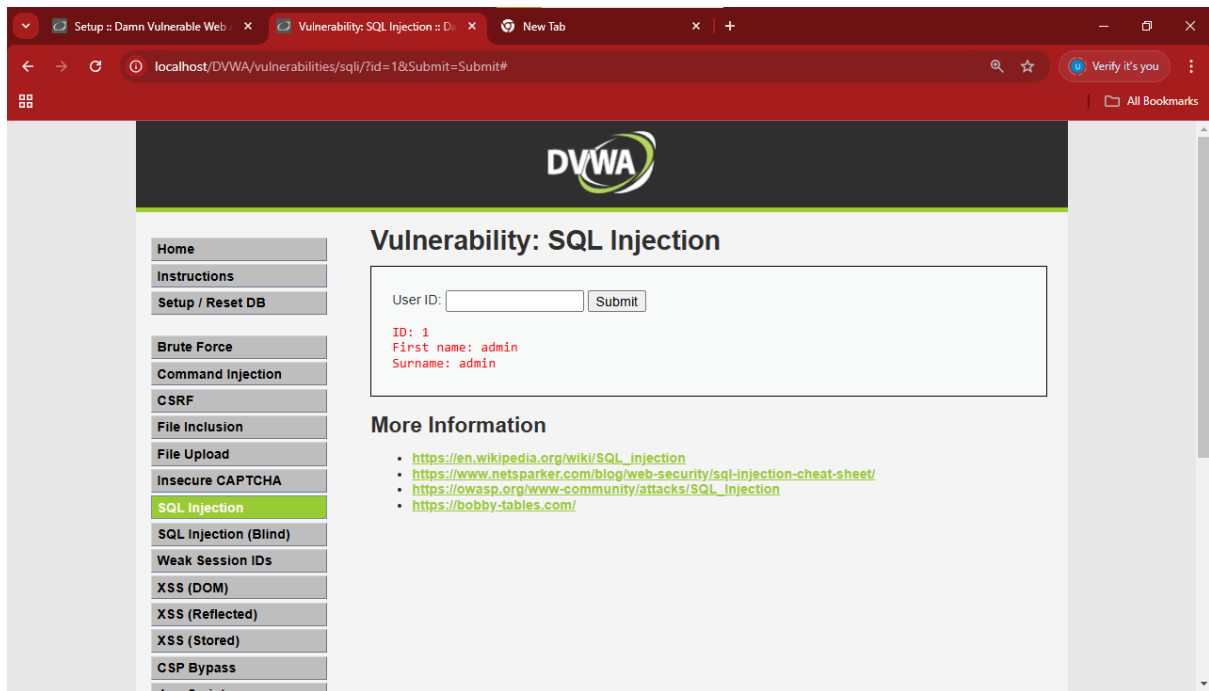 Setup :: Damn Vulnerable Web
Vulnerability: SQL Injection :: Da
New Tab
localhost/DVWA/vulnerabilities/sqli/?id=1&Submit=Submit#
Verify it's you
All Bookmarks
DVWA
Home
Instructions
Setup / Reset DB
Brute Force
Command Injection
CSRF
File Inclusion
File Upload
Insecure CAPTCHA
SQL Injection
SQL Injection (Blind)
Weak Session IDs
XSS (DOM)
XSS (Reflected)
XSS (Stored)
CSP Bypass
Vulnerability: SQL Injection
User ID:
Submit
ID: 1
First name: admin
Surname: admin
More Information
https://en.wikipedia.org/wiki/SQL_injection
https://www.netsparker.com/blog/web-security/sql-injection-cheat-sheet/
https://owasp.org/www-community/attacks/SQL_Injection
https://bobby-tables.com/